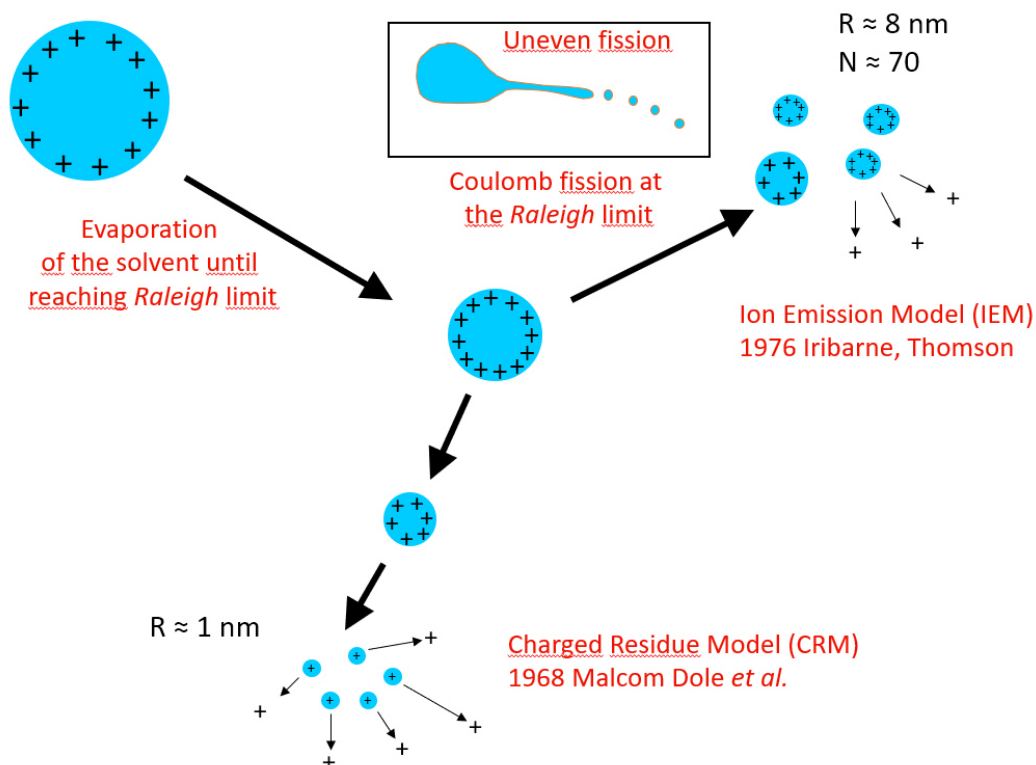 Uneven fission
R ≈ 8 nm
N ≈ 70
Coulomb fission at
the Raleigh limit
Evaporation
of the solvent until
reaching Raleigh limit
Ion Emission Model (IEM)
1976 Iribarne, Thomson
R ≈ 1 nm
Charged Residue Model (CRM)
1968 Malcom Dole et al.